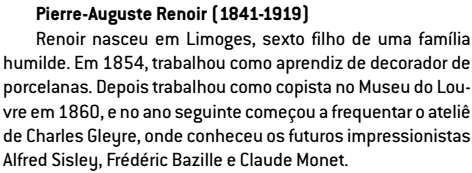 Pierre-Auguste Renoir (1841-1919)
Renoir nasceu em Limoges, sexto filho de uma família
humilde. Em 1854, trabalhou como aprendiz de decorador de
porcelanas. Depois trabalhou como copista no Museu do Lou-
vre em 1860, e no ano seguinte começou a frequentar o ateliê
de Charles Gleyre, onde conheceu os futuros impressionistas
Alfred Sisley, Frédéric Bazille e Claude Monet.